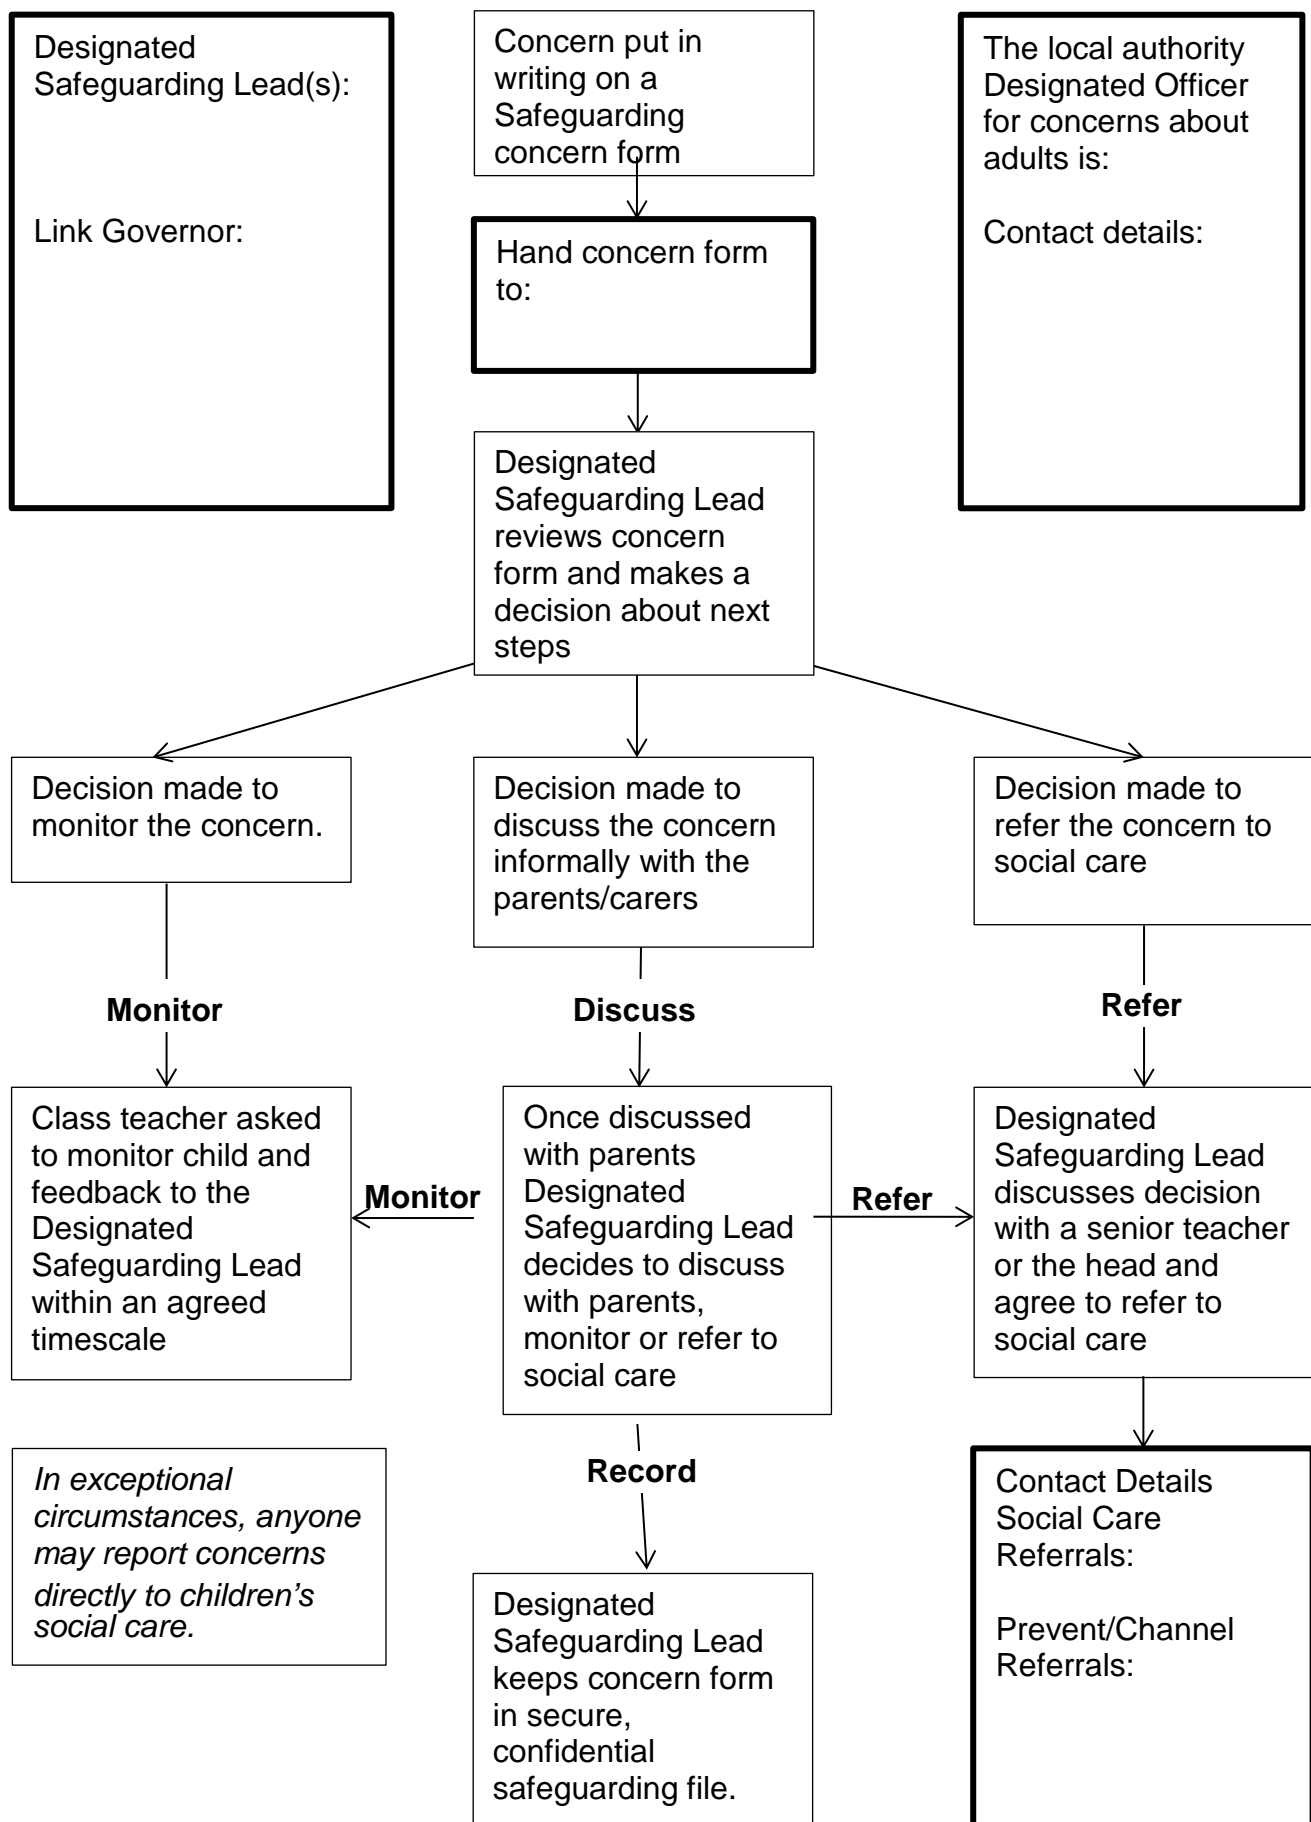 Designated
Safeguarding Lead(s):
Link Governor:
Concern put in
writing on a
Safeguarding
concern form
The local authority
Designated Officer
for concerns about
adults is:
Contact details:
Hand concern form
to:
Designated
Safeguarding Lead
reviews concern
form and makes a
decision about next
steps
Decision made to
monitor the concern.
Decision made to
discuss the concern
informally with the
parents/carers
Decision made to
refer the concern to
social care
Monitor
Discuss
Refer
Class teacher asked
to monitor child and
feedback to the
Designated
Safeguarding Lead
within an agreed
timescale
Monitor
Once discussed
with parents
Designated
Safeguarding Lead
decides to discuss
with parents,
monitor or refer to
social care
Refer
Designated
Safeguarding Lead
discusses decision
with a senior teacher
or the head and
agree to refer to
social care
In exceptional
circumstances, anyone
may report concerns
directly to children’s
social care.
Record
Designated
Safeguarding Lead
keeps concern form
in secure,
confidential
safeguarding file.
Contact Details
Social Care
Referrals:
Prevent/Channel
Referrals: